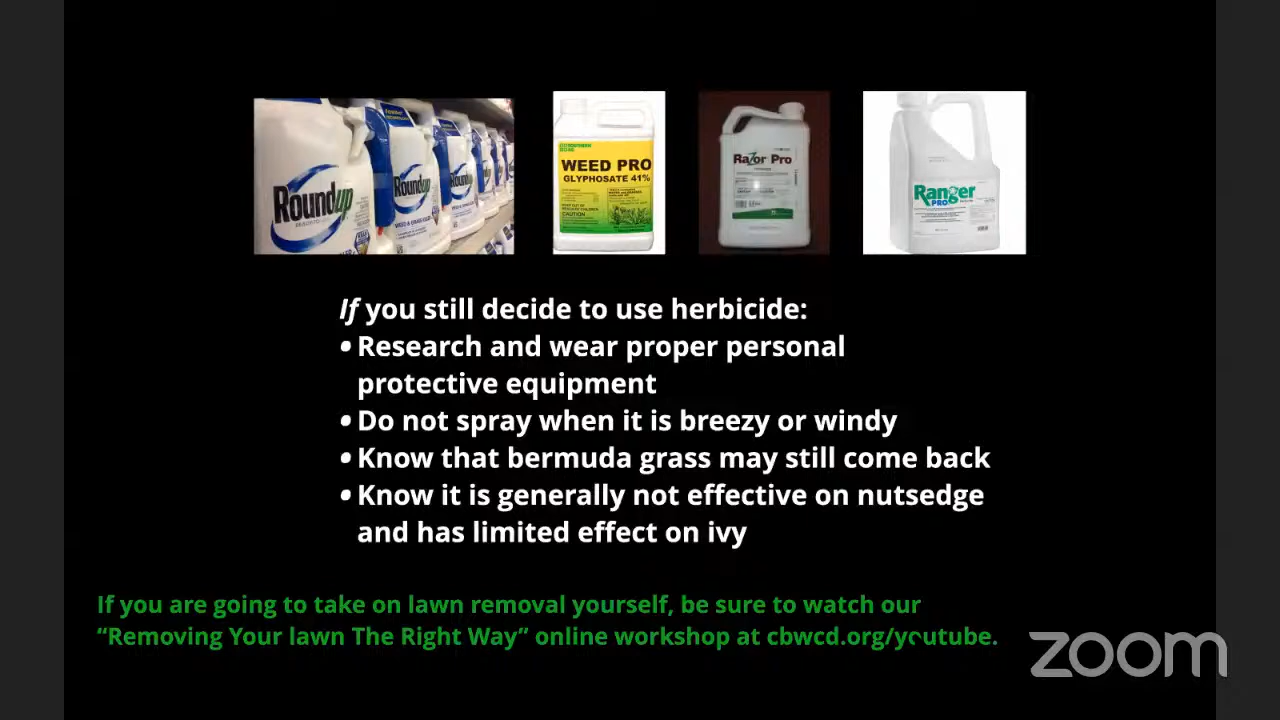 Roundup
Roundup
Roundup
WEED PRO
GLYPHOSATE 41%
CAUTION
Razor Pro
Ranger
PRO
If you still decide to use herbicide:
• Research and wear proper personal
protective equipment
• Do not spray when it is breezy or windy
• Know that bermuda grass may still come back
• Know it is generally not effective on nutsedge
and has limited effect on ivy
If you are going to take on lawn removal yourself, be sure to watch our
“Removing Your lawn The Right Way” online workshop at cbwcd.org/youtube.
zoom